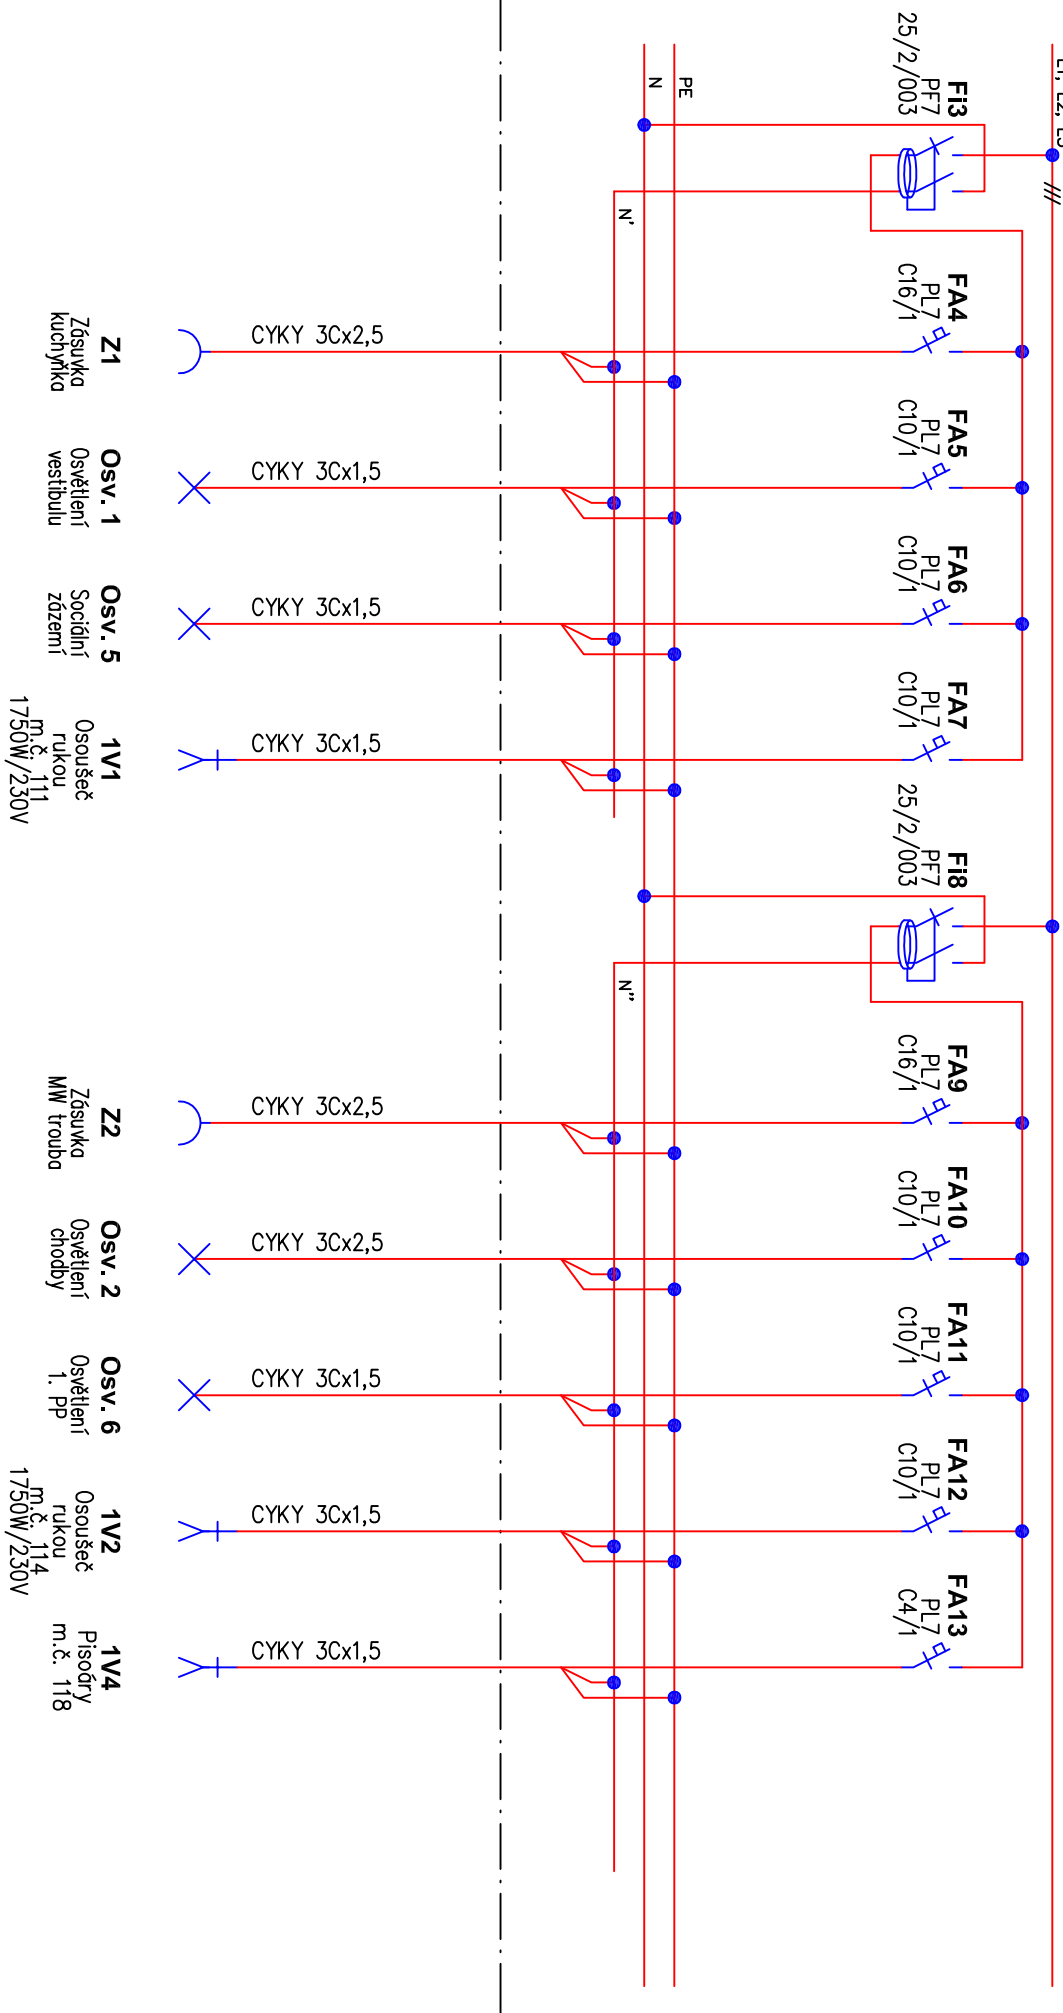 L1, L2, L3
Fi3
PF7
25/2/003
FA4
PL7
C16/1
FA5
PL7
C10/1
FA6
PL7
C10/1
FA7
PL7
C10/1
Fi8
PF7
25/2/003
FA9
PL7
C16/1
FA10
PL7
C10/1
FA11
PL7
C10/1
FA12
PL7
C10/1
FA13
PL7
C4/1
PE
N
N'
N''
CYKY 3Cx2,5
CYKY 3Cx1,5
CYKY 3Cx1,5
CYKY 3Cx1,5
CYKY 3Cx2,5
CYKY 3Cx2,5
CYKY 3Cx1,5
CYKY 3Cx1,5
CYKY 3Cx1,5
Z1
Zásuvka
kuchyňka
Osv. 1
Osvětlení
vestibulu
Osv. 5
Sociální
zázemí
1V1
Osoušeč
rukou
m.č. 111
1750W/230V
Z2
Zásuvka
MW trouba
Osv. 2
Osvětlení
chodby
Osv. 6
Osvětlení
1. PP
1V2
Osoušeč
rukou
m.č. 114
1750W/230V
1V4
Pisoáry
m.č. 118